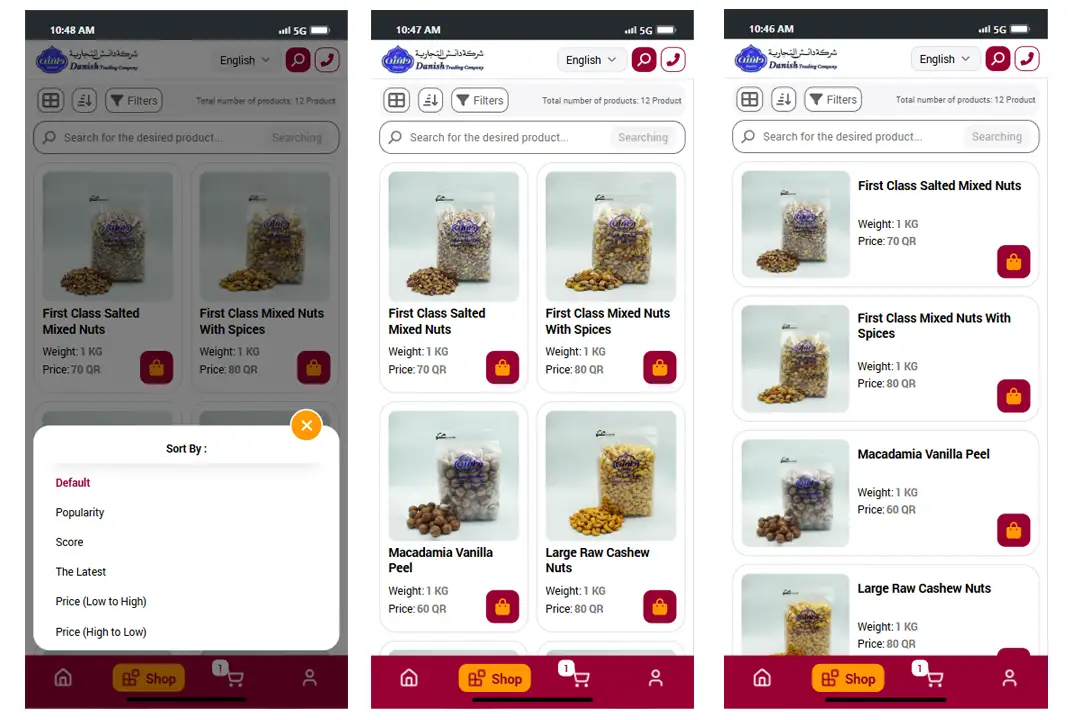 10:48 AM
5G
شركة دانش التجارية
Danish Trading Company
English
Filters
Total number of products: 12 Product
Search for the desired product...
Searching
First Class Salted
Mixed Nuts
Weight: 1 KG
Price: 70 QR
First Class Mixed Nuts
With Spices
Weight: 1 KG
Price: 80 QR
Sort By :
Default
Popularity
Score
The Latest
Price (Low to High)
Price (High to Low)
Shop
1
10:47 AM
5G
شركة دانش التجارية
Danish Trading Company
English
Filters
Total number of products: 12 Product
Search for the desired product...
Searching
First Class Salted
Mixed Nuts
Weight: 1 KG
Price: 70 QR
First Class Mixed Nuts
With Spices
Weight: 1 KG
Price: 80 QR
Macadamia Vanilla
Peel
Weight: 1 KG
Price: 60 QR
Large Raw Cashew
Nuts
Weight: 1 KG
Price: 80 QR
Shop
1
10:46 AM
5G
شركة دانش التجارية
Danish Trading Company
English
Filters
Total number of products: 12 Product
Search for the desired product...
Searching
First Class Salted Mixed Nuts
Weight: 1 KG
Price: 70 QR
First Class Mixed Nuts With
Spices
Weight: 1 KG
Price: 80 QR
Macadamia Vanilla Peel
Weight: 1 KG
Price: 60 QR
Large Raw Cashew Nuts
Weight: 1 KG
Price: 80 QR
Shop
1